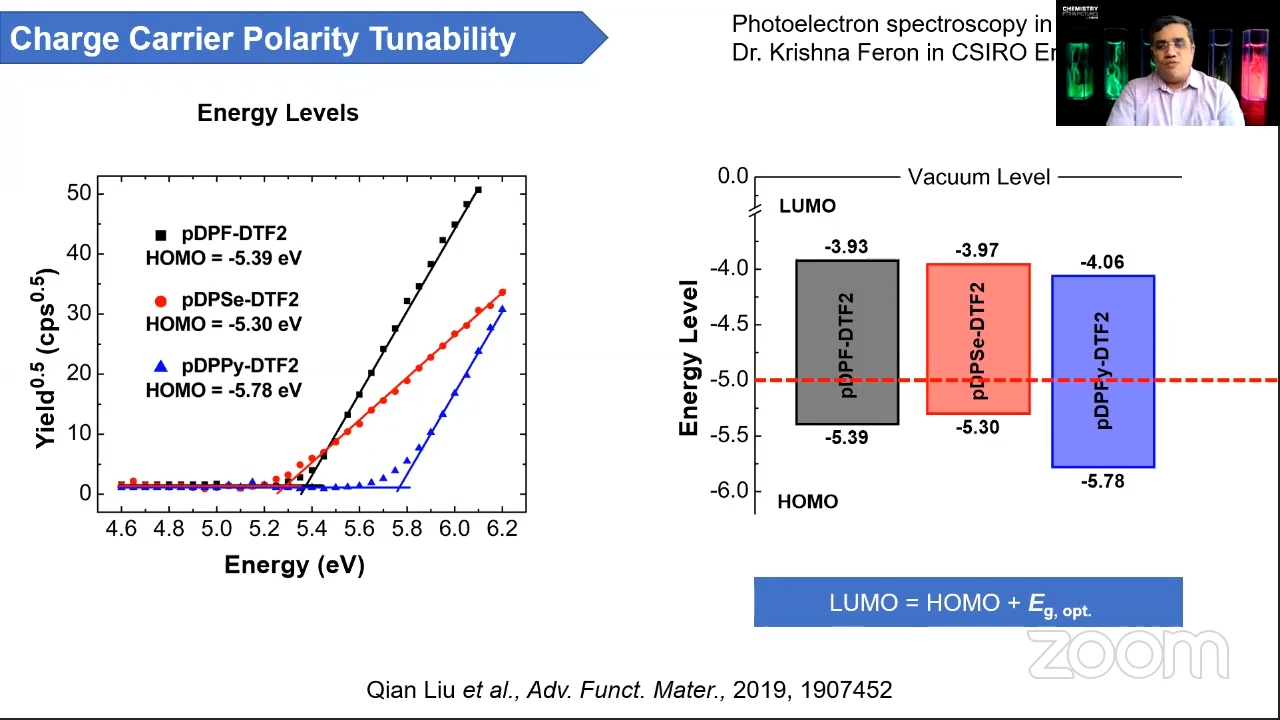 Charge Carrier Polarity Tunability
Photoelectron spectroscopy in
Dr. Krishna Feron in CSIRO
CHEMISTRY
IN PICTURES
Energy Levels
50
40
30
20
10
0
Yield0.5 (cps0.5)
pDPF-DTF2
HOMO = -5.39 eV
pDPSe-DTF2
HOMO = -5.30 eV
pDPPy-DTF2
HOMO = -5.78 eV
4.6 4.8 5.0 5.2 5.4 5.6 5.8 6.0 6.2
Energy (eV)
0.0
Vacuum Level
LUMO
-3.93
-3.97
-4.06
-4.0
-4.5
-5.0
-5.5
-6.0
Energy Level
pDPF-DTF2
pDPSe-DTF2
pDPPy-DTF2
-5.39
-5.30
-5.78
HOMO
LUMO = HOMO + Eg, opt.
zoom
Qian Liu et al., Adv. Funct. Mater., 2019, 1907452